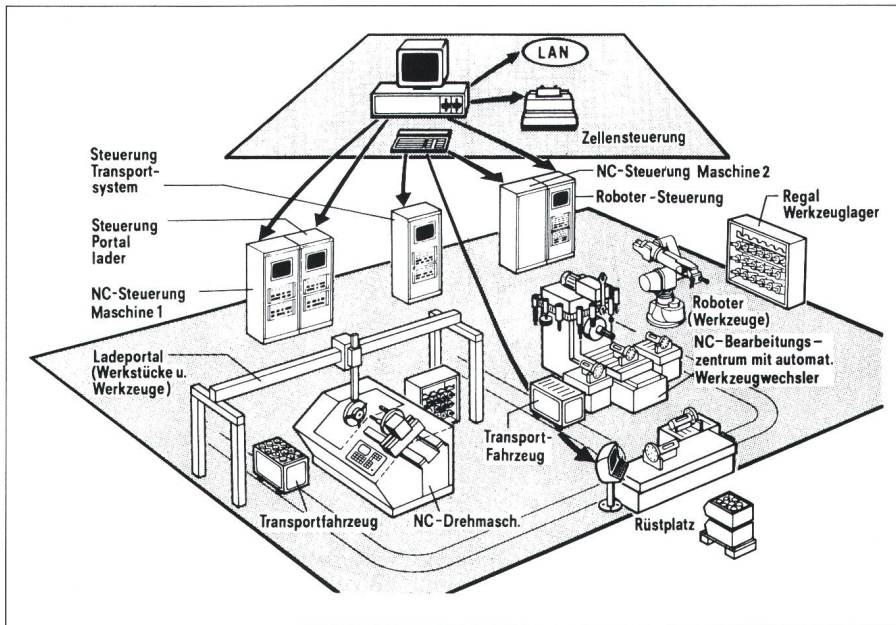 LAN
Zellensteuerung
Steuerung
Transport-
system
NC-Steuerung Maschine 2
Roboter-Steuerung
Regal
Werkzeuglager
Steuerung
Portal
lader
NC-Steuerung
Maschine 1
Roboter
(Werkzeuge)
NC-Bearbeitungs-
zentrum mit automat.
Werkzeugwechsler
Ladeportal
(Werkstücke u.
Werkzeuge)
Transport-
Fahrzeug
Transportfahrzeug
NC-Drehmasch.
Rüstplatz